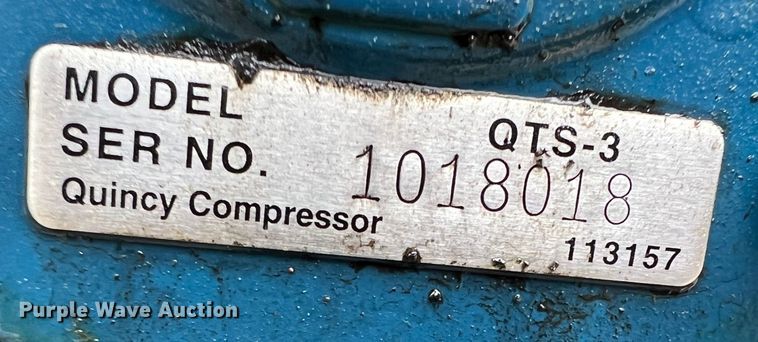 MODEL QTS-3
SER NO. 1018018
Quincy Compressor
113157
Purple Wave Auction